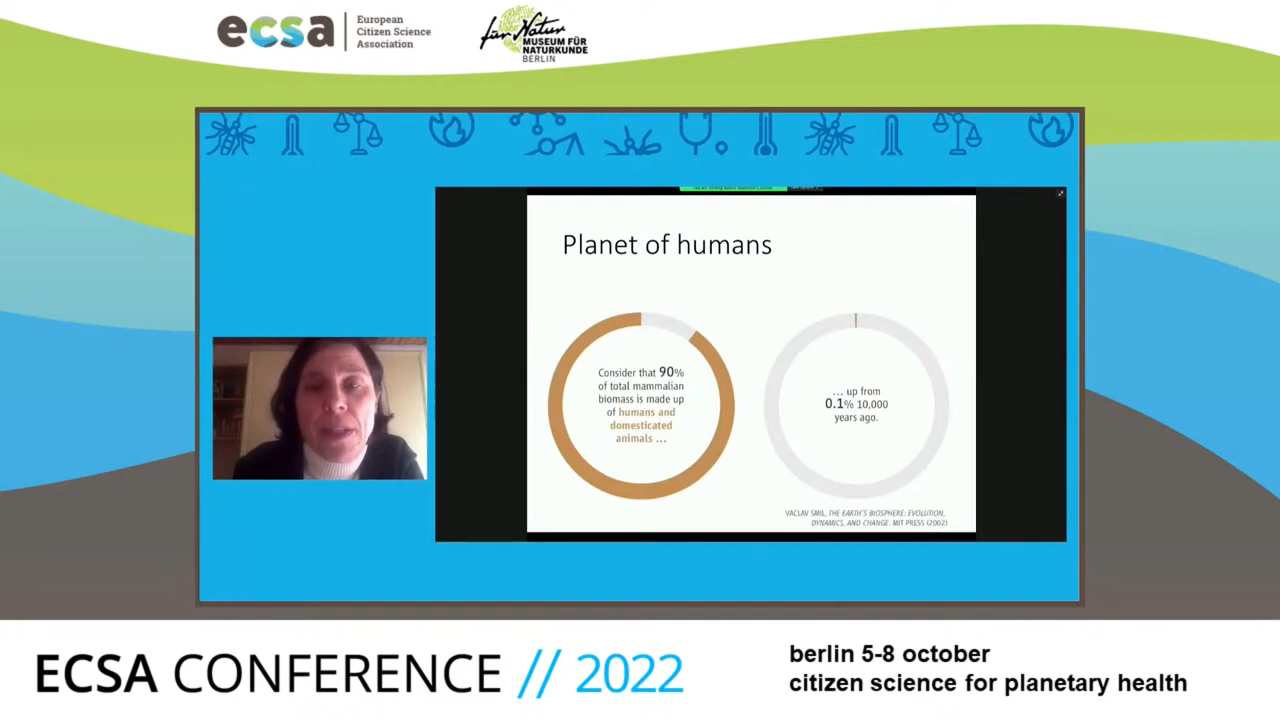 ecsa
European
Citizen Science
Association
für Natur
MUSEUM FÜR
NATURKUNDE
BERLIN
Planet of humans
Consider that 90%
of total mammalian
biomass is made up
of humans and
domesticated
animals ...
... up from
0.1% 10,000
years ago.
VACLAV SMIL, THE EARTH'S BIOSPHERE: EVOLUTION,
DYNAMICS, AND CHANGE. MIT PRESS (2002)
ECSA CONFERENCE // 2022
berlin 5-8 october
citizen science for planetary health